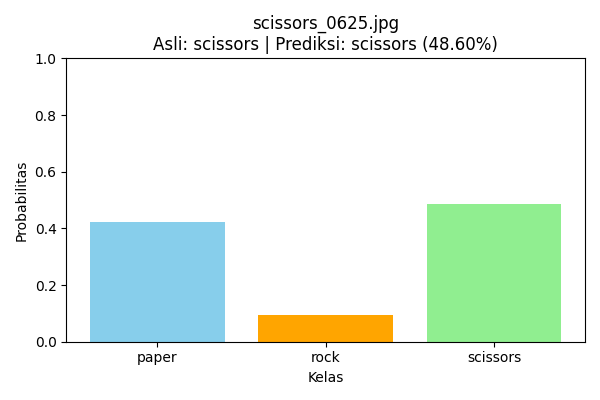 scissors_0625.jpg
Asli: scissors | Prediksi: scissors (48.60%)
1.0
0.8
0.6
0.4
0.2
0.0
Probabilitas
paper rock scissors
Kelas